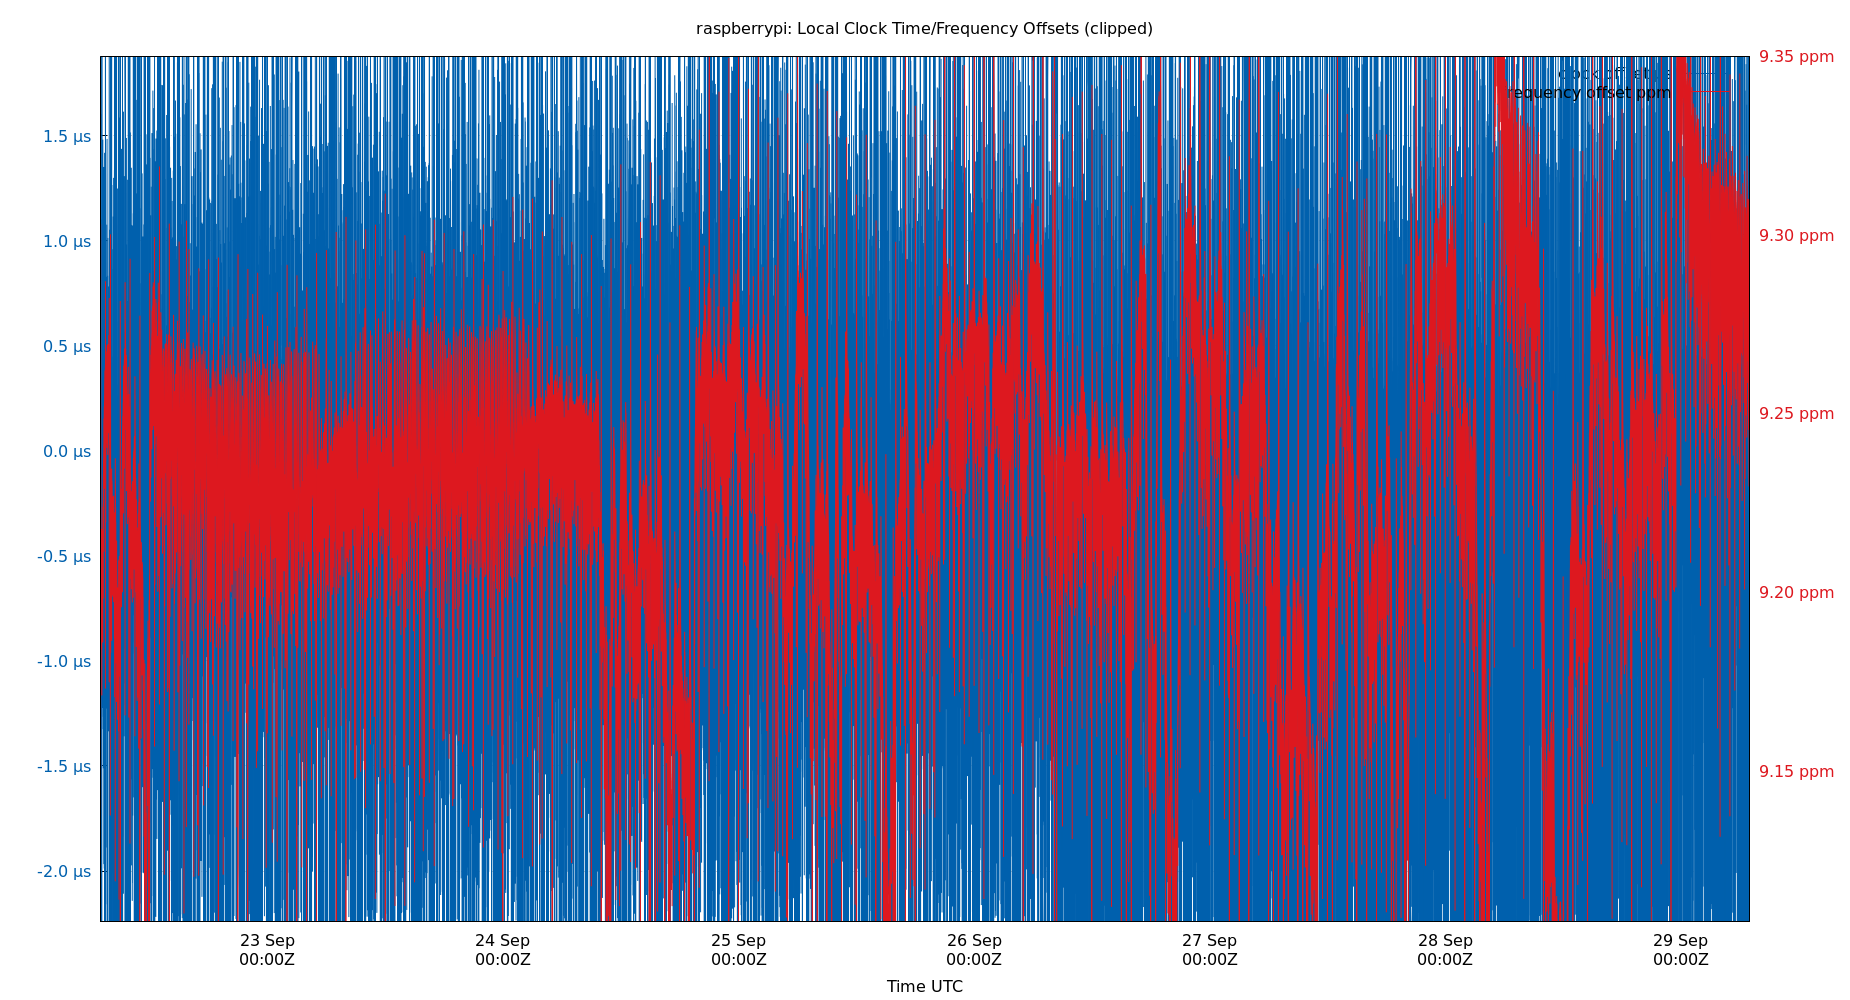 raspberrypi: Local Clock Time/Frequency Offsets (clipped)
9.35 ppm
clock offset
requency offset ppm
1.5 µs
1.0 µs
9.30 ppm
0.5 µs
9.25 ppm
0.0 µs
-0.5 µs
9.20 ppm
-1.0 µs
-1.5 µs
9.15 ppm
-2.0 µs
23 Sep 24 Sep 25 Sep 26 Sep 27 Sep 28 Sep 29 Sep
00:00Z 00:00Z 00:00Z 00:00Z 00:00Z 00:00Z 00:00Z
Time UTC